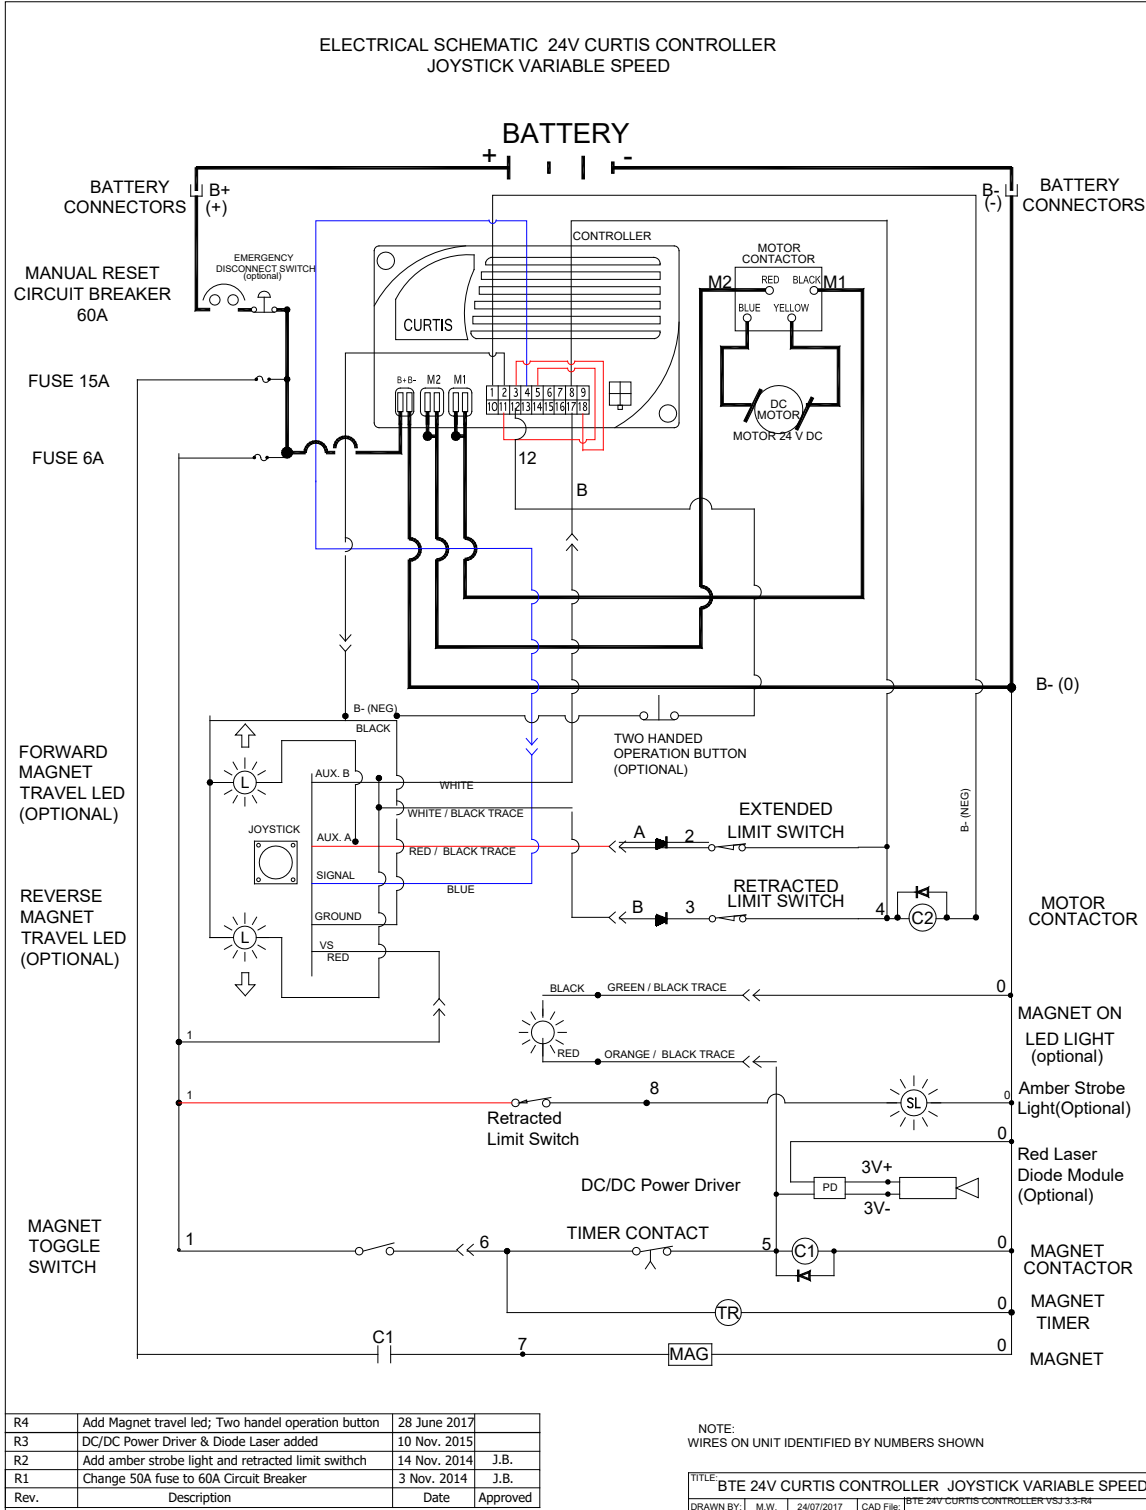 ELECTRICAL SCHEMATIC 24V CURTIS CONTROLLER
JOYSTICK VARIABLE SPEED
BATTERY
+ -
BATTERY
CONNECTORS
B+
(+)
B-
(-)
BATTERY
CONNECTORS
MANUAL RESET
CIRCUIT BREAKER
60A
EMERGENCY
DISCONNECT SWITCH
(optional)
CONTROLLER
CURTIS
MOTOR
CONTACTOR
M2
RED
BLACK
M1
BLUE
YELLOW
FUSE 15A
B+ B- M2 M1
1 2 3 4 5 6 7 8 9
10 11 12 13 14 15 16 17 18
DC
MOTOR
MOTOR 24 V DC
FUSE 6A
12
B
B- (0)
B- (NEG)
BLACK
TWO HANDED
OPERATION BUTTON
(OPTIONAL)
FORWARD
MAGNET
TRAVEL LED
(OPTIONAL)
L
AUX. B
WHITE
WHITE / BLACK TRACE
B- (NEG)
JOYSTICK
AUX. A
RED / BLACK TRACE
A
2
EXTENDED
LIMIT SWITCH
SIGNAL
BLUE
RETRACTED
LIMIT SWITCH
REVERSE
MAGNET
TRAVEL LED
(OPTIONAL)
L
GROUND
VS
RED
B
3
4
C2
MOTOR
CONTACTOR
BLACK
GREEN / BLACK TRACE
0
MAGNET ON
LED LIGHT
(optional)
1
RED
ORANGE / BLACK TRACE
1
Retracted
Limit Switch
8
SL
0
Amber Strobe
Light(Optional)
0
DC/DC Power Driver
PD
3V+
3V-
Red Laser
Diode Module
(Optional)
MAGNET
TOGGLE
SWITCH
1
6
TIMER CONTACT
5
C1
0
MAGNET
CONTACTOR
TR
0
MAGNET
TIMER
C1
7
MAG
0
MAGNET
R4 Add Magnet travel led; Two handel operation button 28 June 2017
R3 DC/DC Power Driver & Diode Laser added 10 Nov. 2015
R2 Add amber strobe light and retracted limit swithch 14 Nov. 2014 J.B.
R1 Change 50A fuse to 60A Circuit Breaker 3 Nov. 2014 J.B.
Rev. Description Date Approved
NOTE:
WIRES ON UNIT IDENTIFIED BY NUMBERS SHOWN
TITLE: BTE 24V CURTIS CONTROLLER JOYSTICK VARIABLE SPEED
DRAWN BY: M.W. 24/07/2017 CAD File: BTE 24V CURTIS CONTROLLER VSJ 3.3-R4